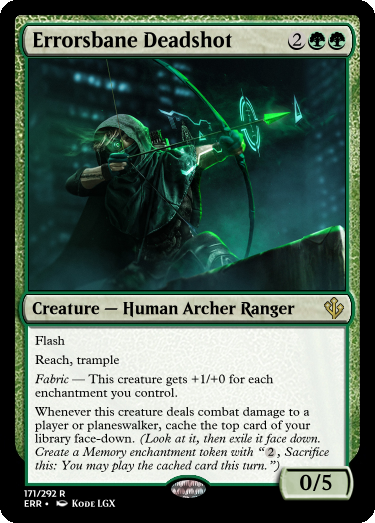 Errorsbane Deadshot 2
Creature — Human Archer Ranger
Flash
Reach, trample
Fabric — This creature gets +1/+0 for each
enchantment you control.
Whenever this creature deals combat damage to a
player or planeswalker, cache the top card of your
library face-down. (Look at it, then exile it face down.
Create a Memory enchantment token with “2, Sacrifice
this: You may play the cached card this turn.”)
0/5
171/292 R
ERR • Kode LGX